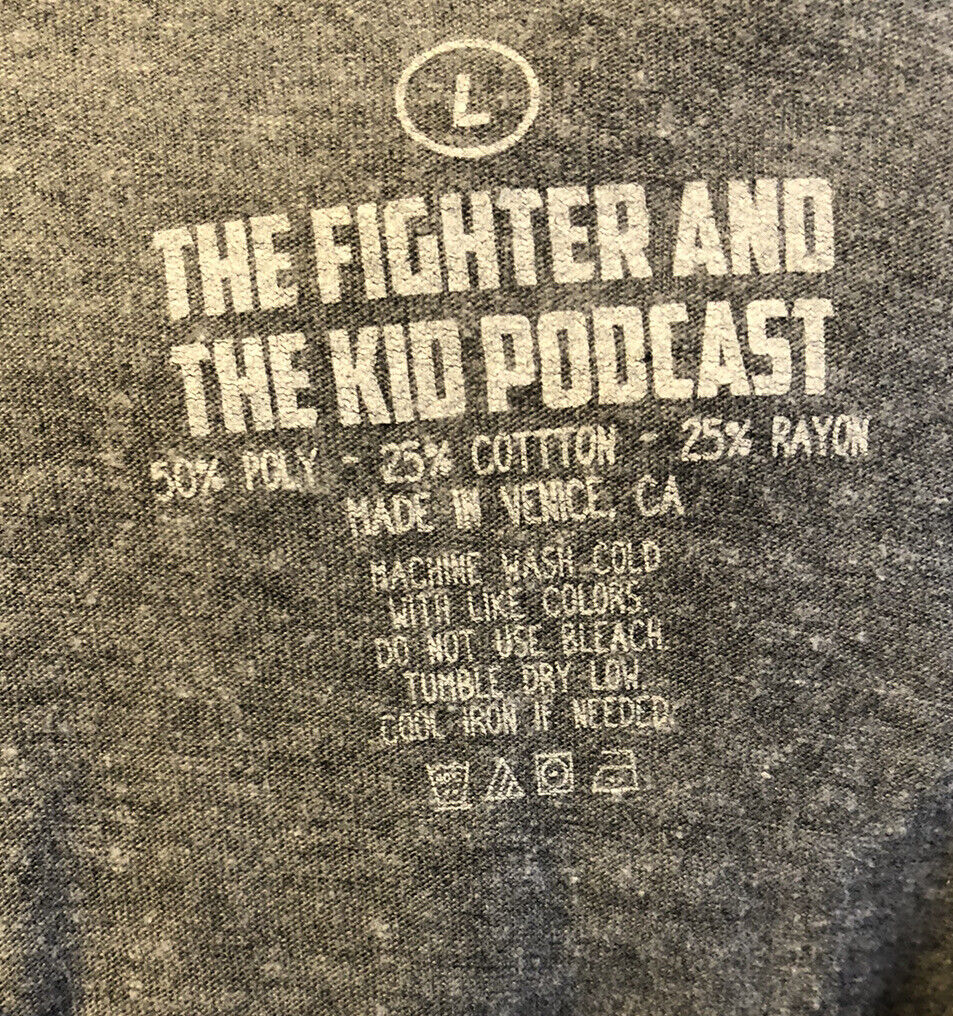 L
THE FIGHTER AND
THE KID PODCAST
50% POLY - 25% COTTTON - 25% RAYON
MADE IN VENICE, CA
MACHINE WASH COLD
WITH LIKE COLORS.
DO NOT USE BLEACH.
TUMBLE DRY LOW.
COOL IRON IF NEEDED.